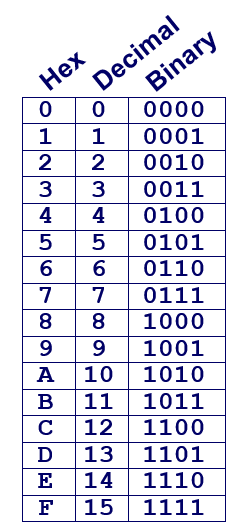 Hex Decimal Binary
0 0 0000
1 1 0001
2 2 0010
3 3 0011
4 4 0100
5 5 0101
6 6 0110
7 7 0111
8 8 1000
9 9 1001
A 10 1010
B 11 1011
C 12 1100
D 13 1101
E 14 1110
F 15 1111